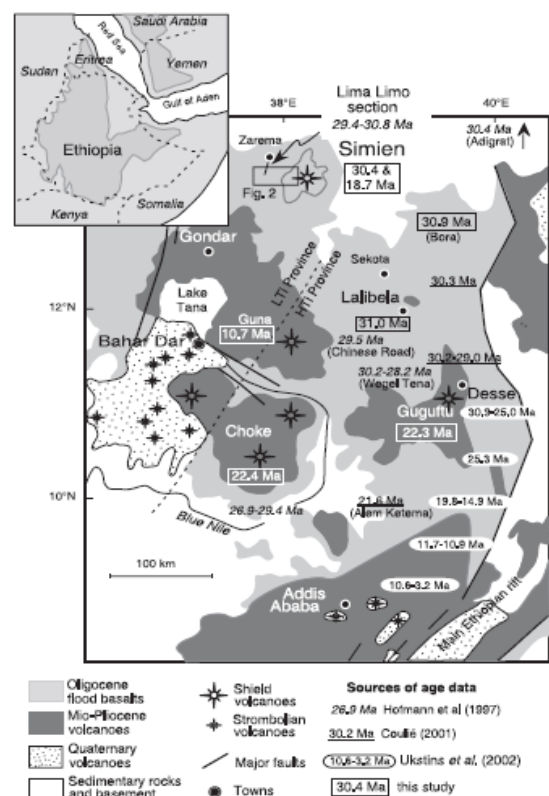 Saudi Arabia
Red Sea
Eritrea
Sudan
Yemen
Gulf of Aden
Ethiopia
Somalia
Kenya
Lima Limo
section
29.4-30.8 Ma
38°E
40°E
30.4 Ma
(Adigrat)
Zarema
Simien
30.4 &
18.7 Ma
Fig. 2
30.9 Ma
(Bora)
Gondar
LTi Province
HTi Province
Sekota
30.3 Ma
12°N
Lake
Tana
Lalibela
31.0 Ma
Guna
10.7 Ma
29.5 Ma
(Chinese Road)
Bahar Dar
30.2-29.0 Ma
30.2-28.2 Ma
(Wegel Tena)
Desse
Guguftu
30.9-25.0 Ma
22.3 Ma
Choke
22.4 Ma
25.3 Ma
10°N
26.9-29.4 Ma
21.6 Ma
(Alem Ketema)
19.8-14.9 Ma
Blue Nile
11.7-10.9 Ma
100 km
10.6-3.2 Ma
Addis
Ababa
Main Ethiopian rift
Oligocene
flood basalts
Mio-Pliocene
volcanoes
Quaternary
volcanoes
Sedimentary rocks
and basement
Shield
volcanoes
Strombolian
volcanoes
Major faults
Towns
Sources of age data
26.9 Ma Hofmann et al (1997)
30.2 Ma Coulié (2001)
10.6-3.2 Ma Ukstins et al. (2002)
30.4 Ma this study